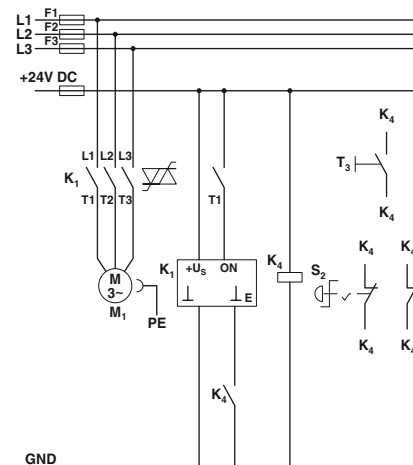 F1
L1
F2
L2
F3
L3
+24V DC
K4
L1 L2 L3
T3
K1
T1 T2 T3
T1
K4
K1 +US ON
K4
S2
K4 K4
E
M
3~
M1
PE
K4 K4
K4
GND